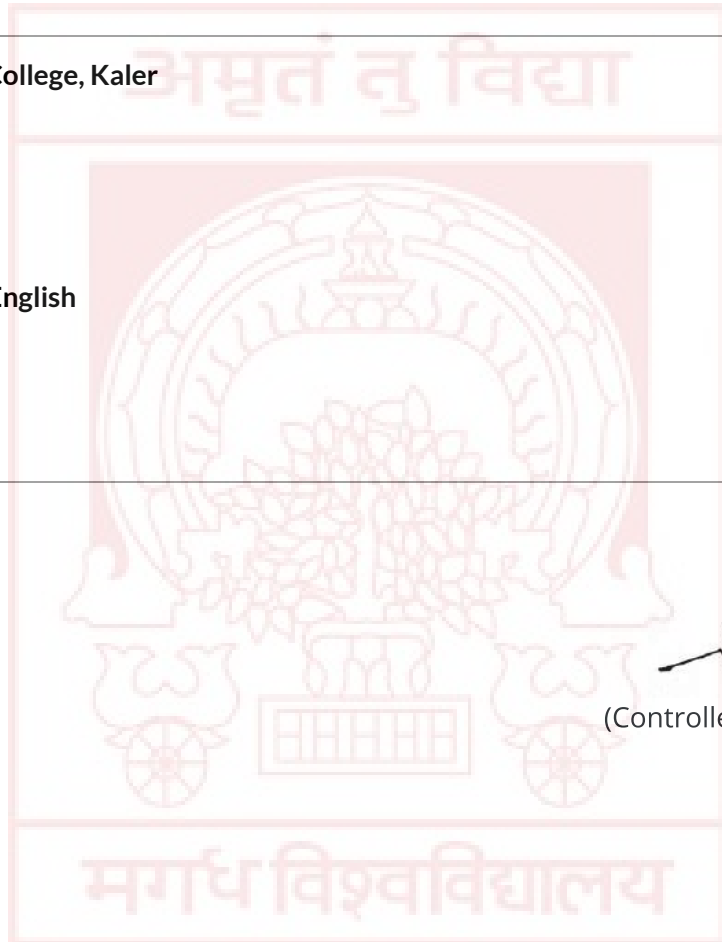 अमृतं तु विद्या
College, Kaler
English
(Controlle
मगध विश्वविद्यालय